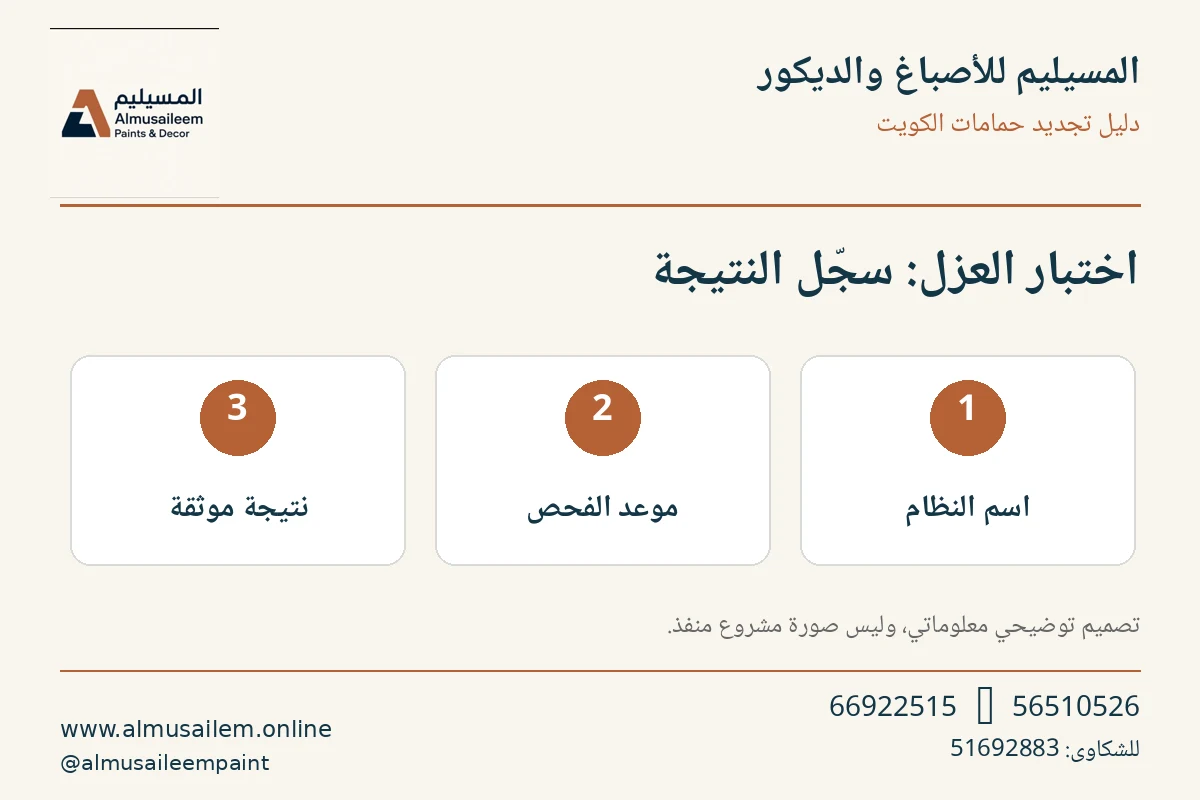 المسيليم للأصباغ والديكور
دليل تجديد حمامات الكويت
المسيليم
Almusaileem
Paints & Decor
اختبار العزل: سجّل النتيجة
1
اسم النظام
2
موعد الفحص
3
نتيجة موثقة
تصميم توضيحي معلوماتي، وليس صورة مشروع منفذ.
56510526 66922515
للشكاوى: 51692883
www.almusailem.online
@almusaileempaint